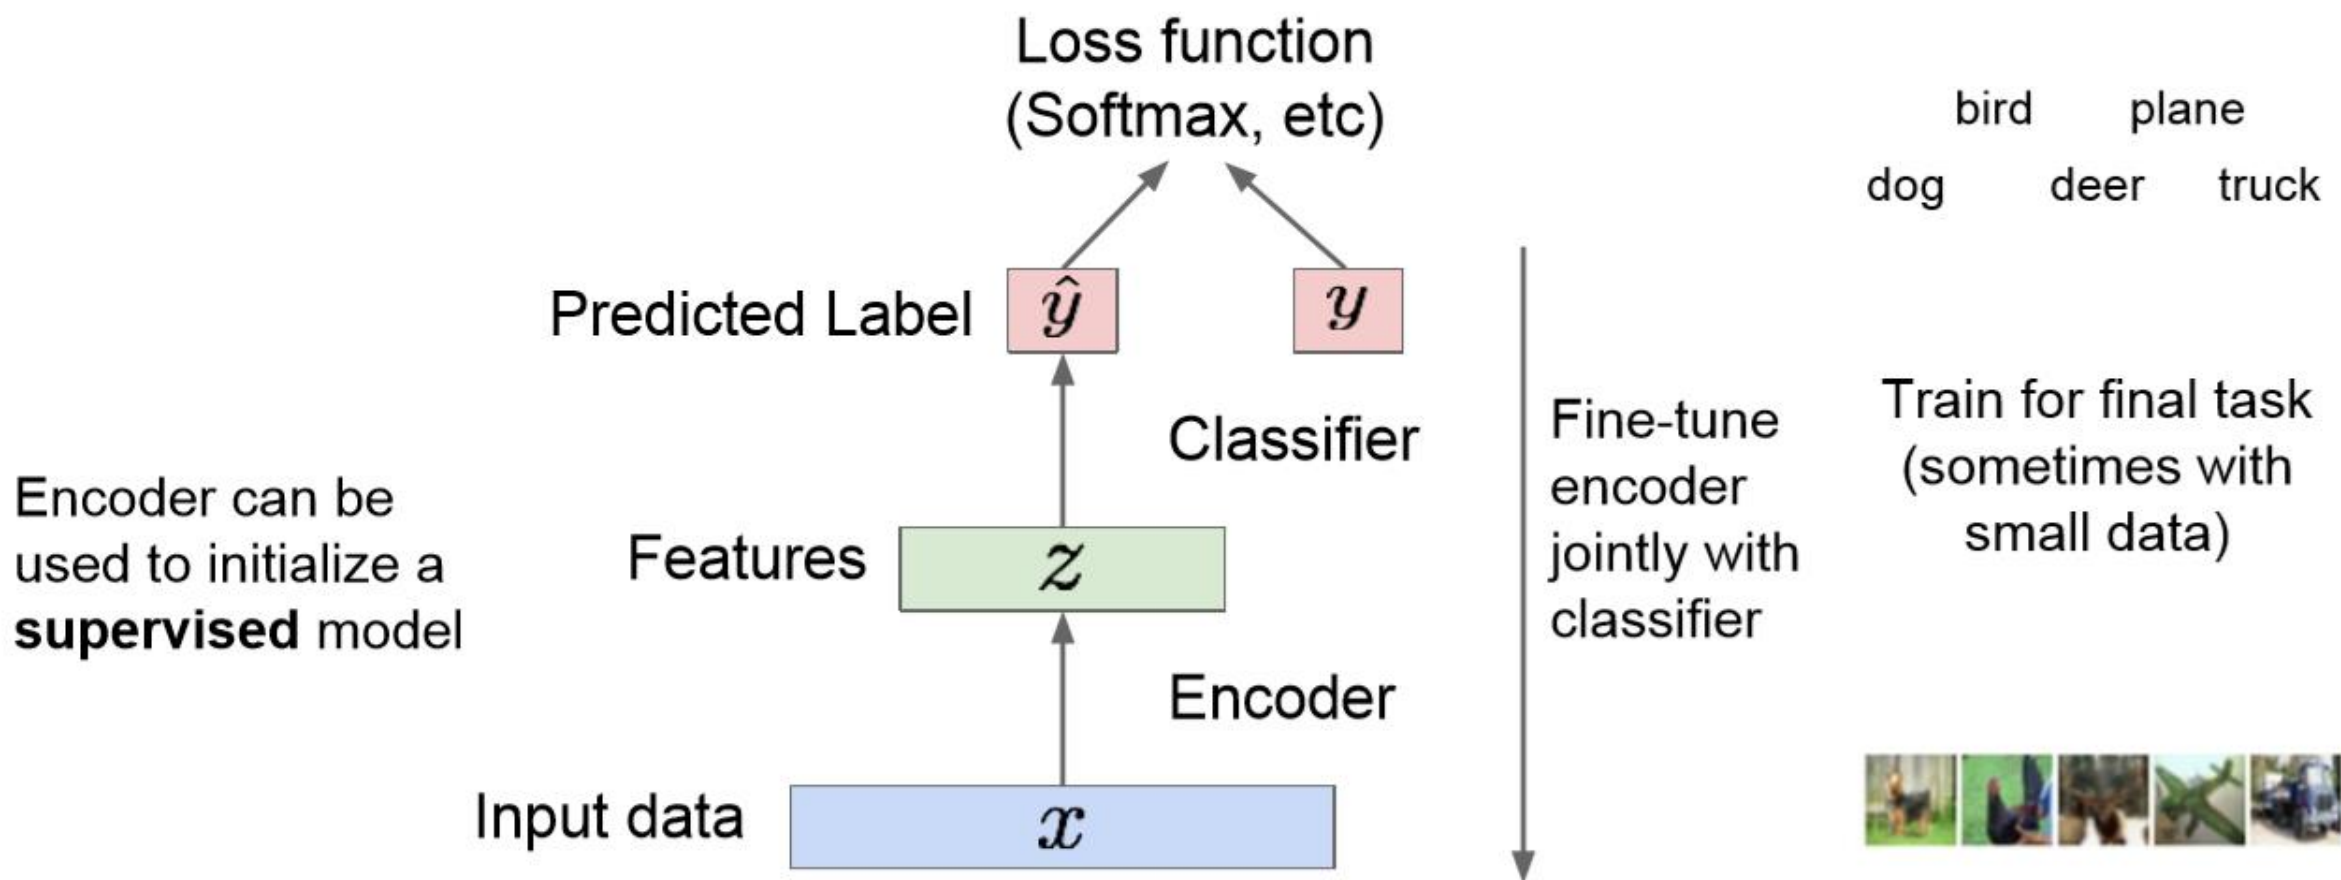 Loss function
(Softmax, etc)
bird plane
dog deer truck
Predicted Label
ŷ
y
Classifier
Encoder can be
used to initialize a
supervised model
Features
z
Fine-tune
encoder
jointly with
classifier
Train for final task
(sometimes with
small data)
Encoder
Input data
x